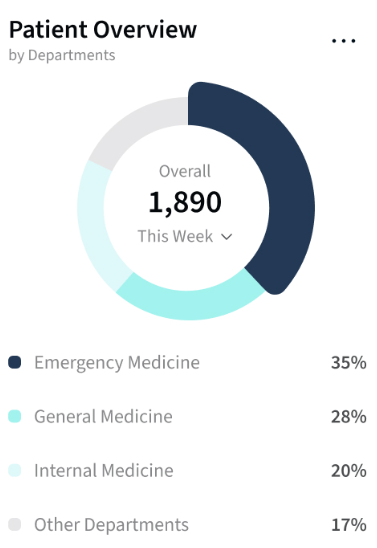 Patient Overview
by Departments
Overall
1,890
This Week
Emergency Medicine 35%
General Medicine 28%
Internal Medicine 20%
Other Departments 17%